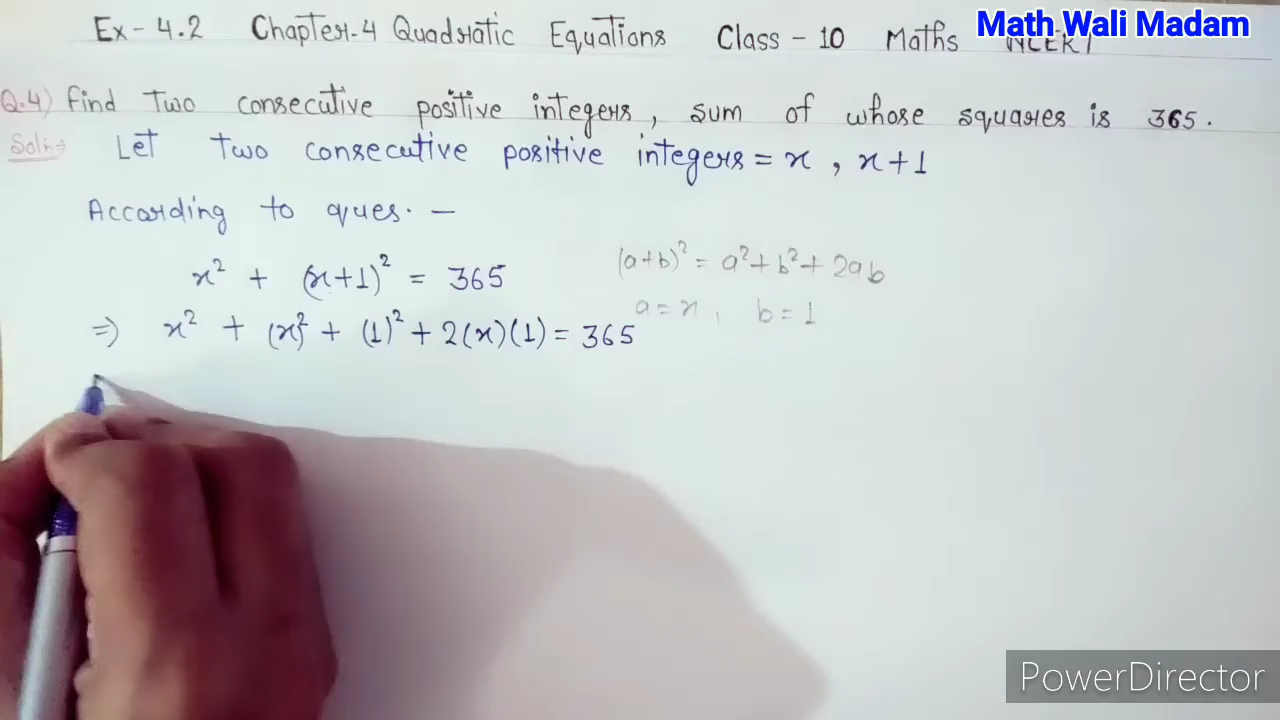 Math Wali Madam
Ex-4.2 Chapter-4 Quadratic Equations Class-10 Maths NCERT
Q.4) Find two consecutive positive integers, sum of whose squares is 365.
Soln:⇒ Let two consecutive positive integers = x, x+1
According to ques. —
x² + (x+1)² = 365
(a+b)² = a²+b²+2ab
a=x, b=1
⇒ x² + (x)² + (1)² + 2(x)(1) = 365
PowerDirector